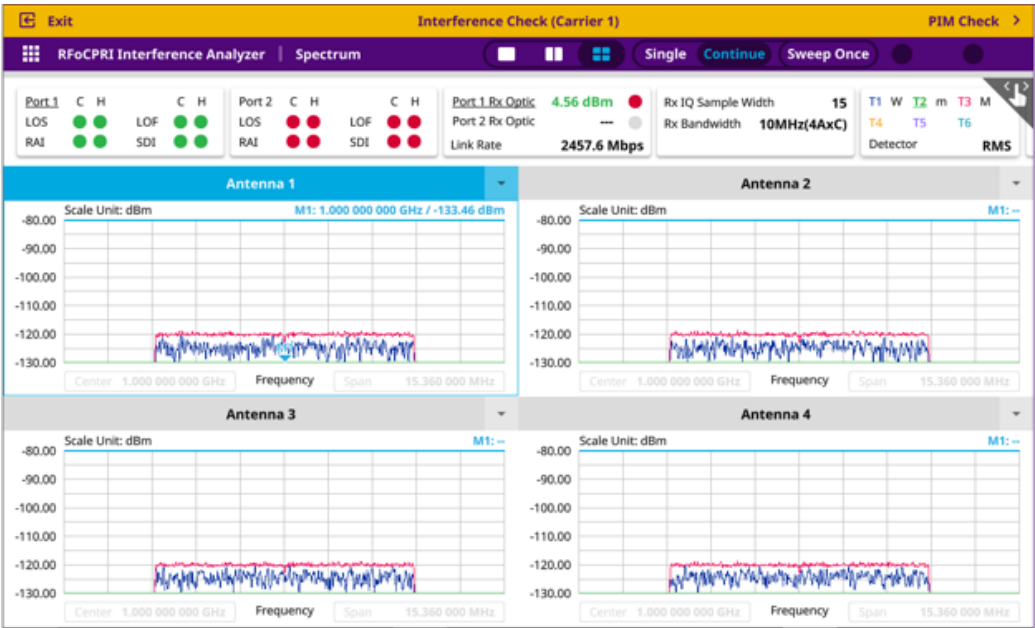 Exit Interference Check (Carrier 1) PIM Check >
RFoCPRI Interference Analyzer | Spectrum Single Continue Sweep Once
Port 1 C H C H
LOS LOF
RAI SDI
Port 2 C H C H
LOS LOF
RAI SDI
Port 1 Rx Optic 4.56 dBm
Port 2 Rx Optic ---
Link Rate 2457.6 Mbps
Rx IQ Sample Width 15
Rx Bandwidth 10MHz(4AxC)
T1 W T2 m T3 M
T4 T5 T6
Detector RMS
Antenna 1
Scale Unit: dBm M1: 1.000 000 000 GHz / -133.46 dBm
-80.00
-90.00
-100.00
-110.00
-120.00
-130.00
Center 1.000 000 000 GHz Frequency Span 15.360 000 MHz
Antenna 2
Scale Unit: dBm M1: --
-80.00
-90.00
-100.00
-110.00
-120.00
-130.00
Center 1.000 000 000 GHz Frequency Span 15.360 000 MHz
Antenna 3
Scale Unit: dBm M1: --
-80.00
-90.00
-100.00
-110.00
-120.00
-130.00
Center 1.000 000 000 GHz Frequency Span 15.360 000 MHz
Antenna 4
Scale Unit: dBm M1: --
-80.00
-90.00
-100.00
-110.00
-120.00
-130.00
Center 1.000 000 000 GHz Frequency Span 15.360 000 MHz